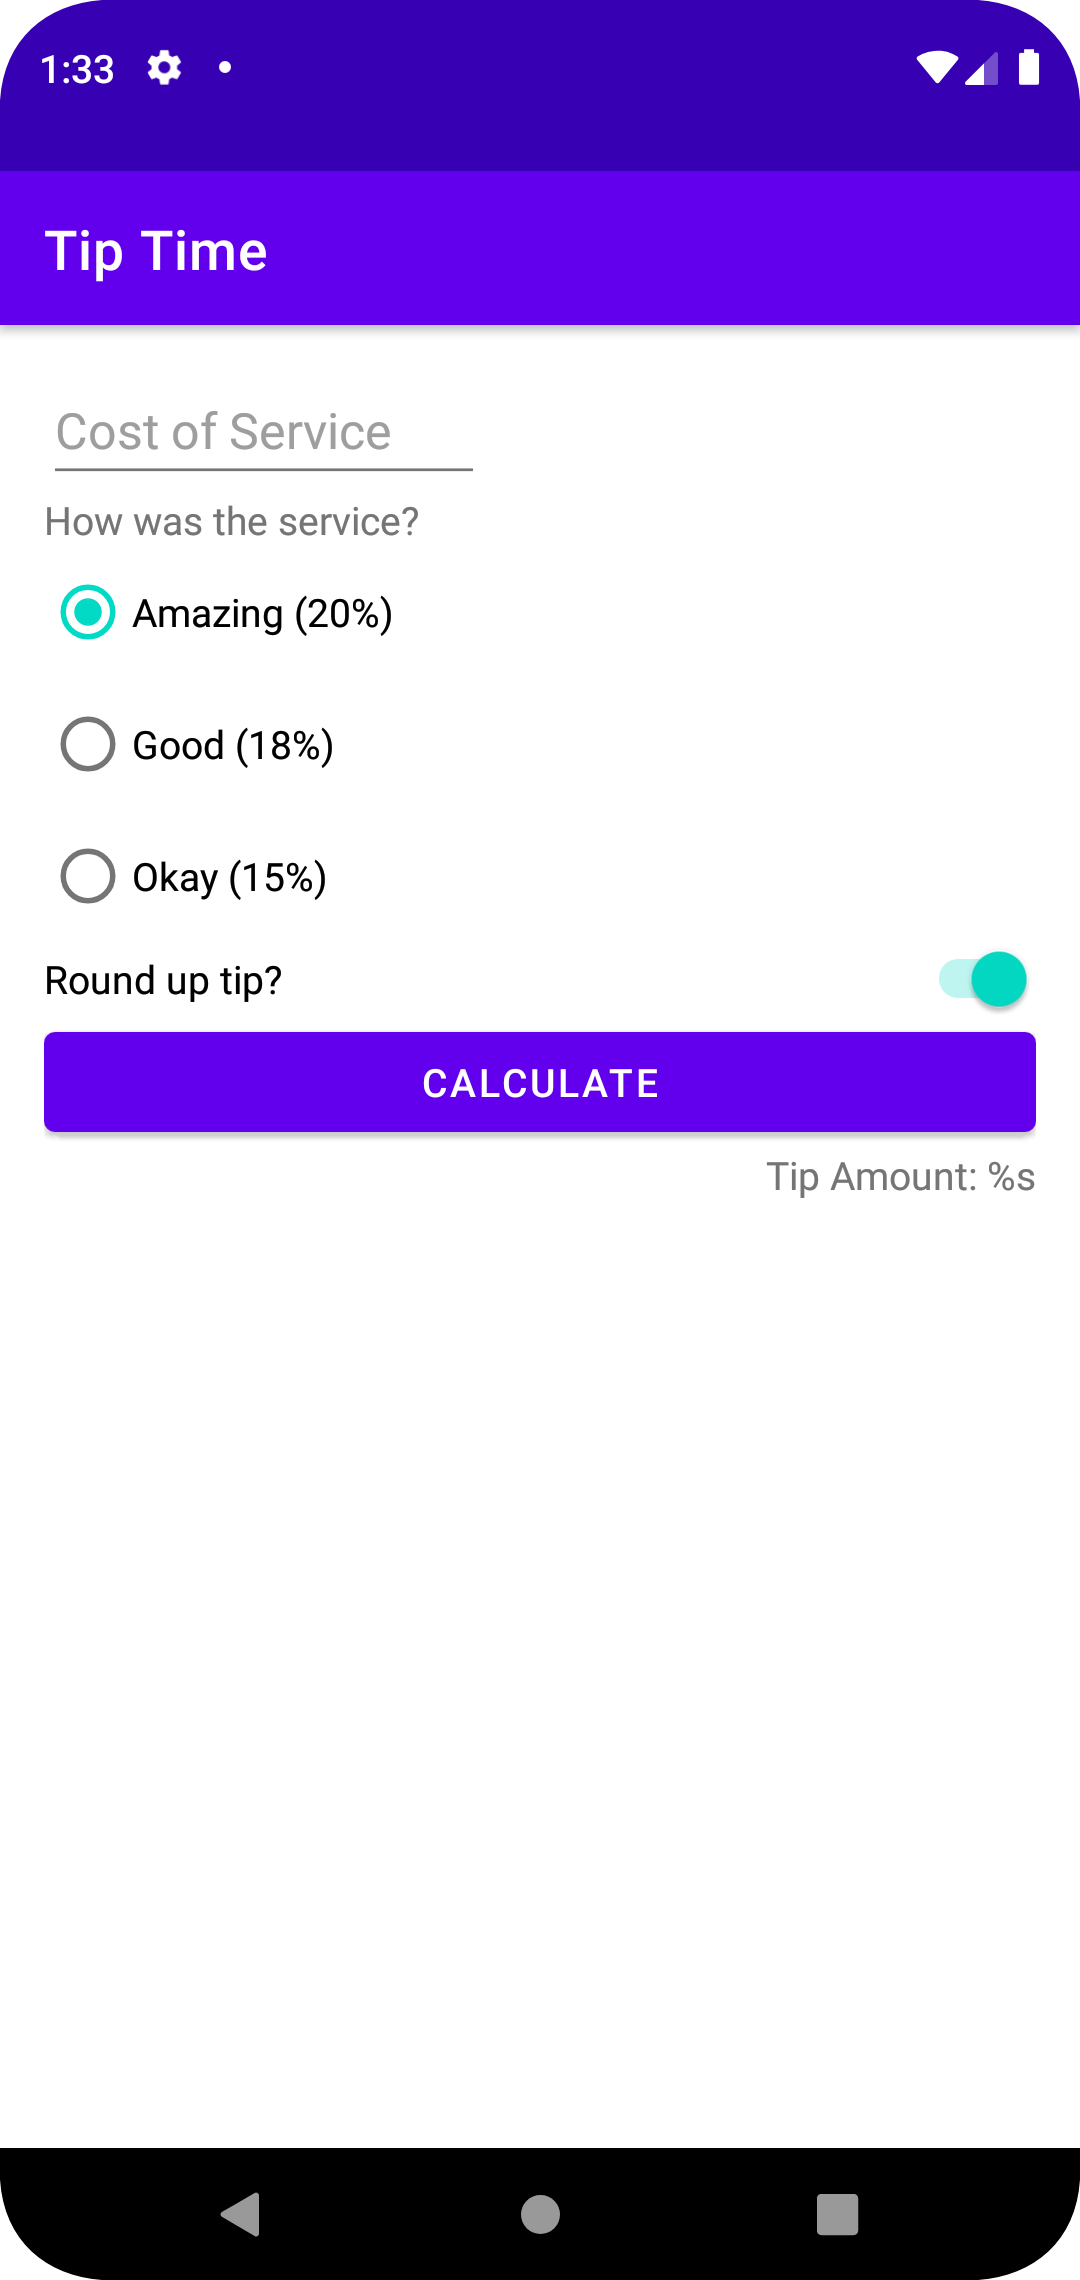 1:33
Tip Time
Cost of Service
How was the service?
Amazing (20%)
Good (18%)
Okay (15%)
Round up tip?
CALCULATE
Tip Amount: %s